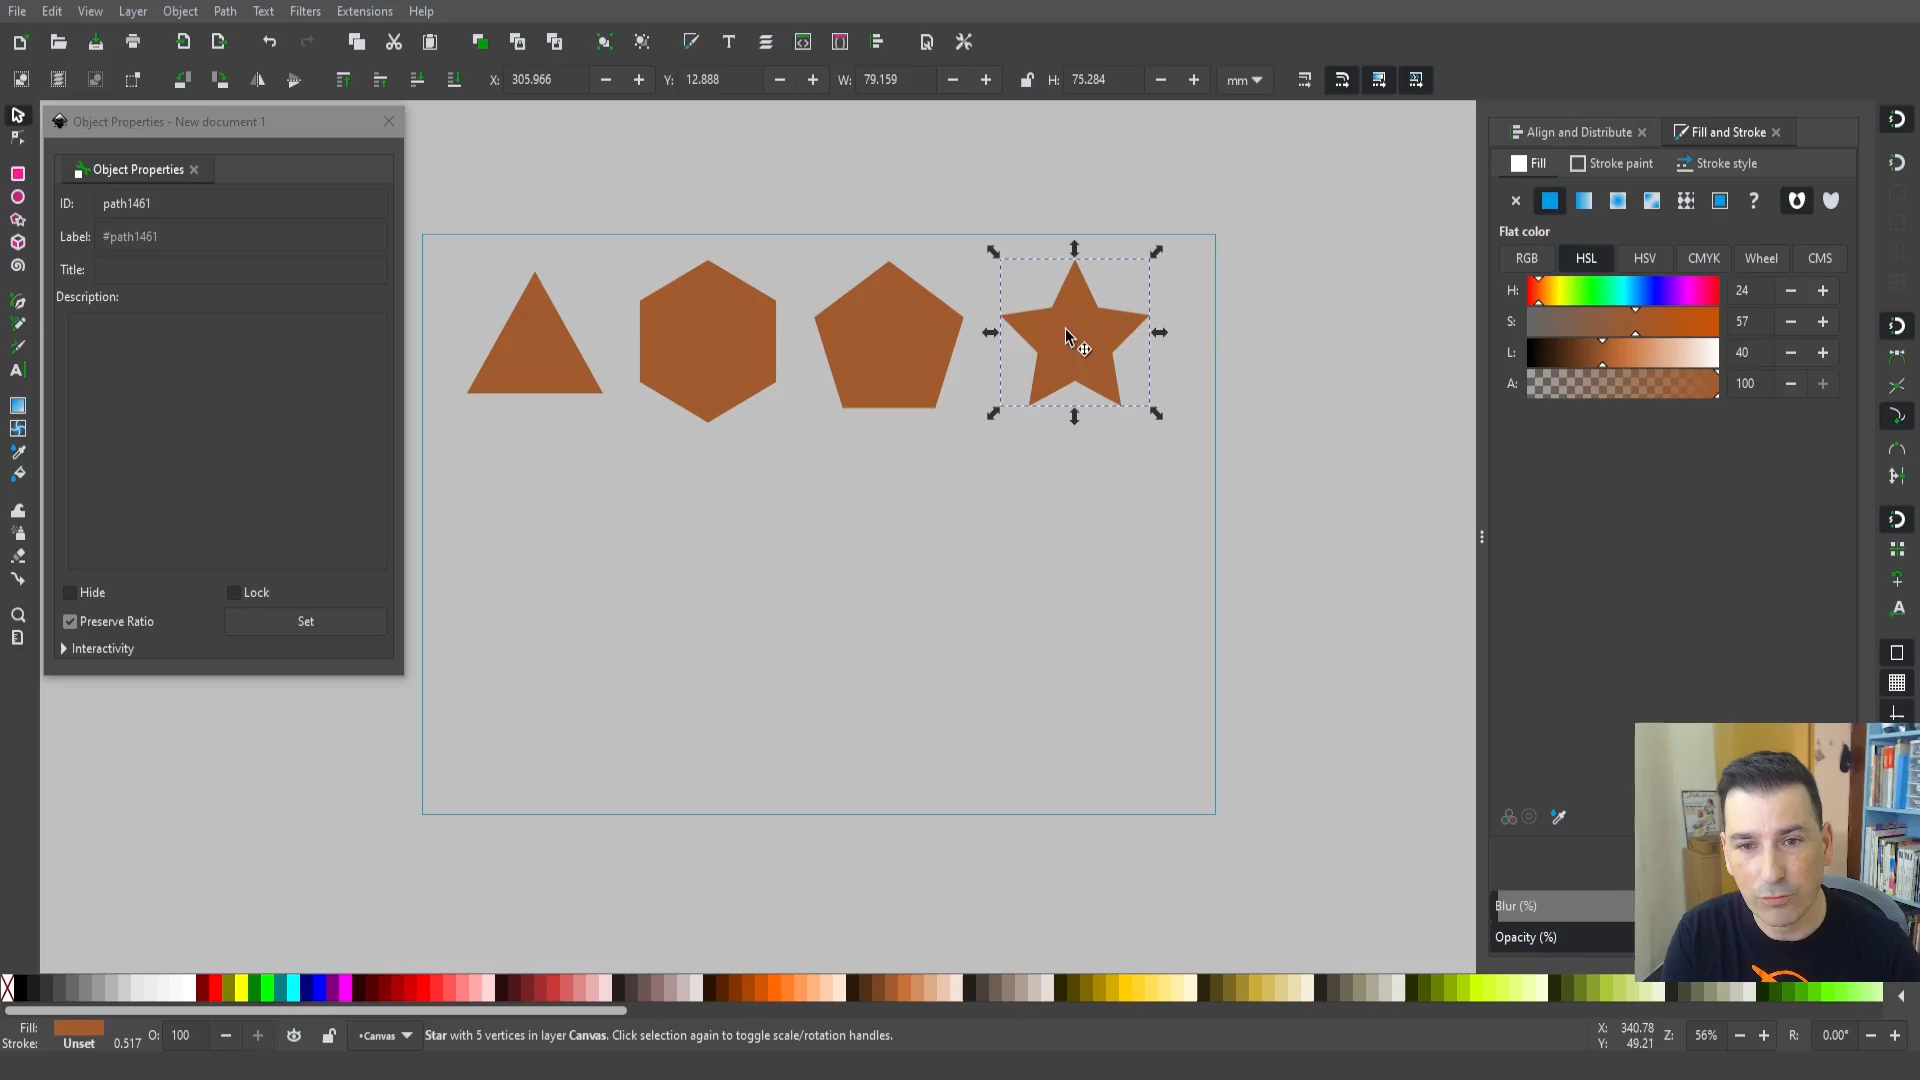 File Edit View Layer Object Path Text Filters Extensions Help
X: 305.966 Y: 12.888 W: 79.159 H: 75.284 mm
Object Properties - New document 1
Align and Distribute Fill and Stroke
Object Properties
Fill Stroke paint Stroke style
ID: path1461
?
Label: #path1461
Flat color
Title:
RGB HSL HSV CMYK Wheel CMS
Description:
H: 24
S: 57
L: 40
A: 100
Hide Lock
Preserve Ratio Set
Interactivity
Blur (%)
Opacity (%)
Fill:
Stroke: Unset 0.517 O: 100 •Canvas Star with 5 vertices in layer Canvas. Click selection again to toggle scale/rotation handles.
X: 340.78
Y: 49.21
Z: 56% R: 0.00°